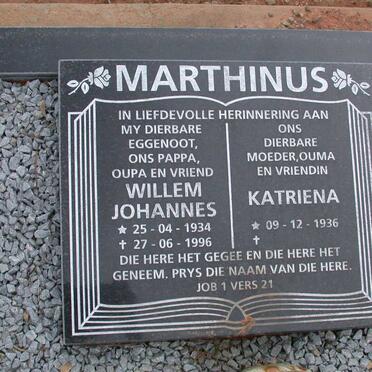 MARTHINUS
IN LIEFDEVOLLE HERINNERING AAN
MY DIERBARE
EGGENOOT,
ONS PAPPA,
OUPA EN VRIEND
WILLEM
JOHANNES
★ 25-04-1934
✝ 27-06-1996
ONS
DIERBARE
MOEDER,OUMA
EN VRIENDIN
KATRIENA
★ 09-12-1936
✝
DIE HERE HET GEGEE EN DIE HERE HET
GENEEM. PRYS DIE NAAM VAN DIE HERE.
JOB 1 VERS 21